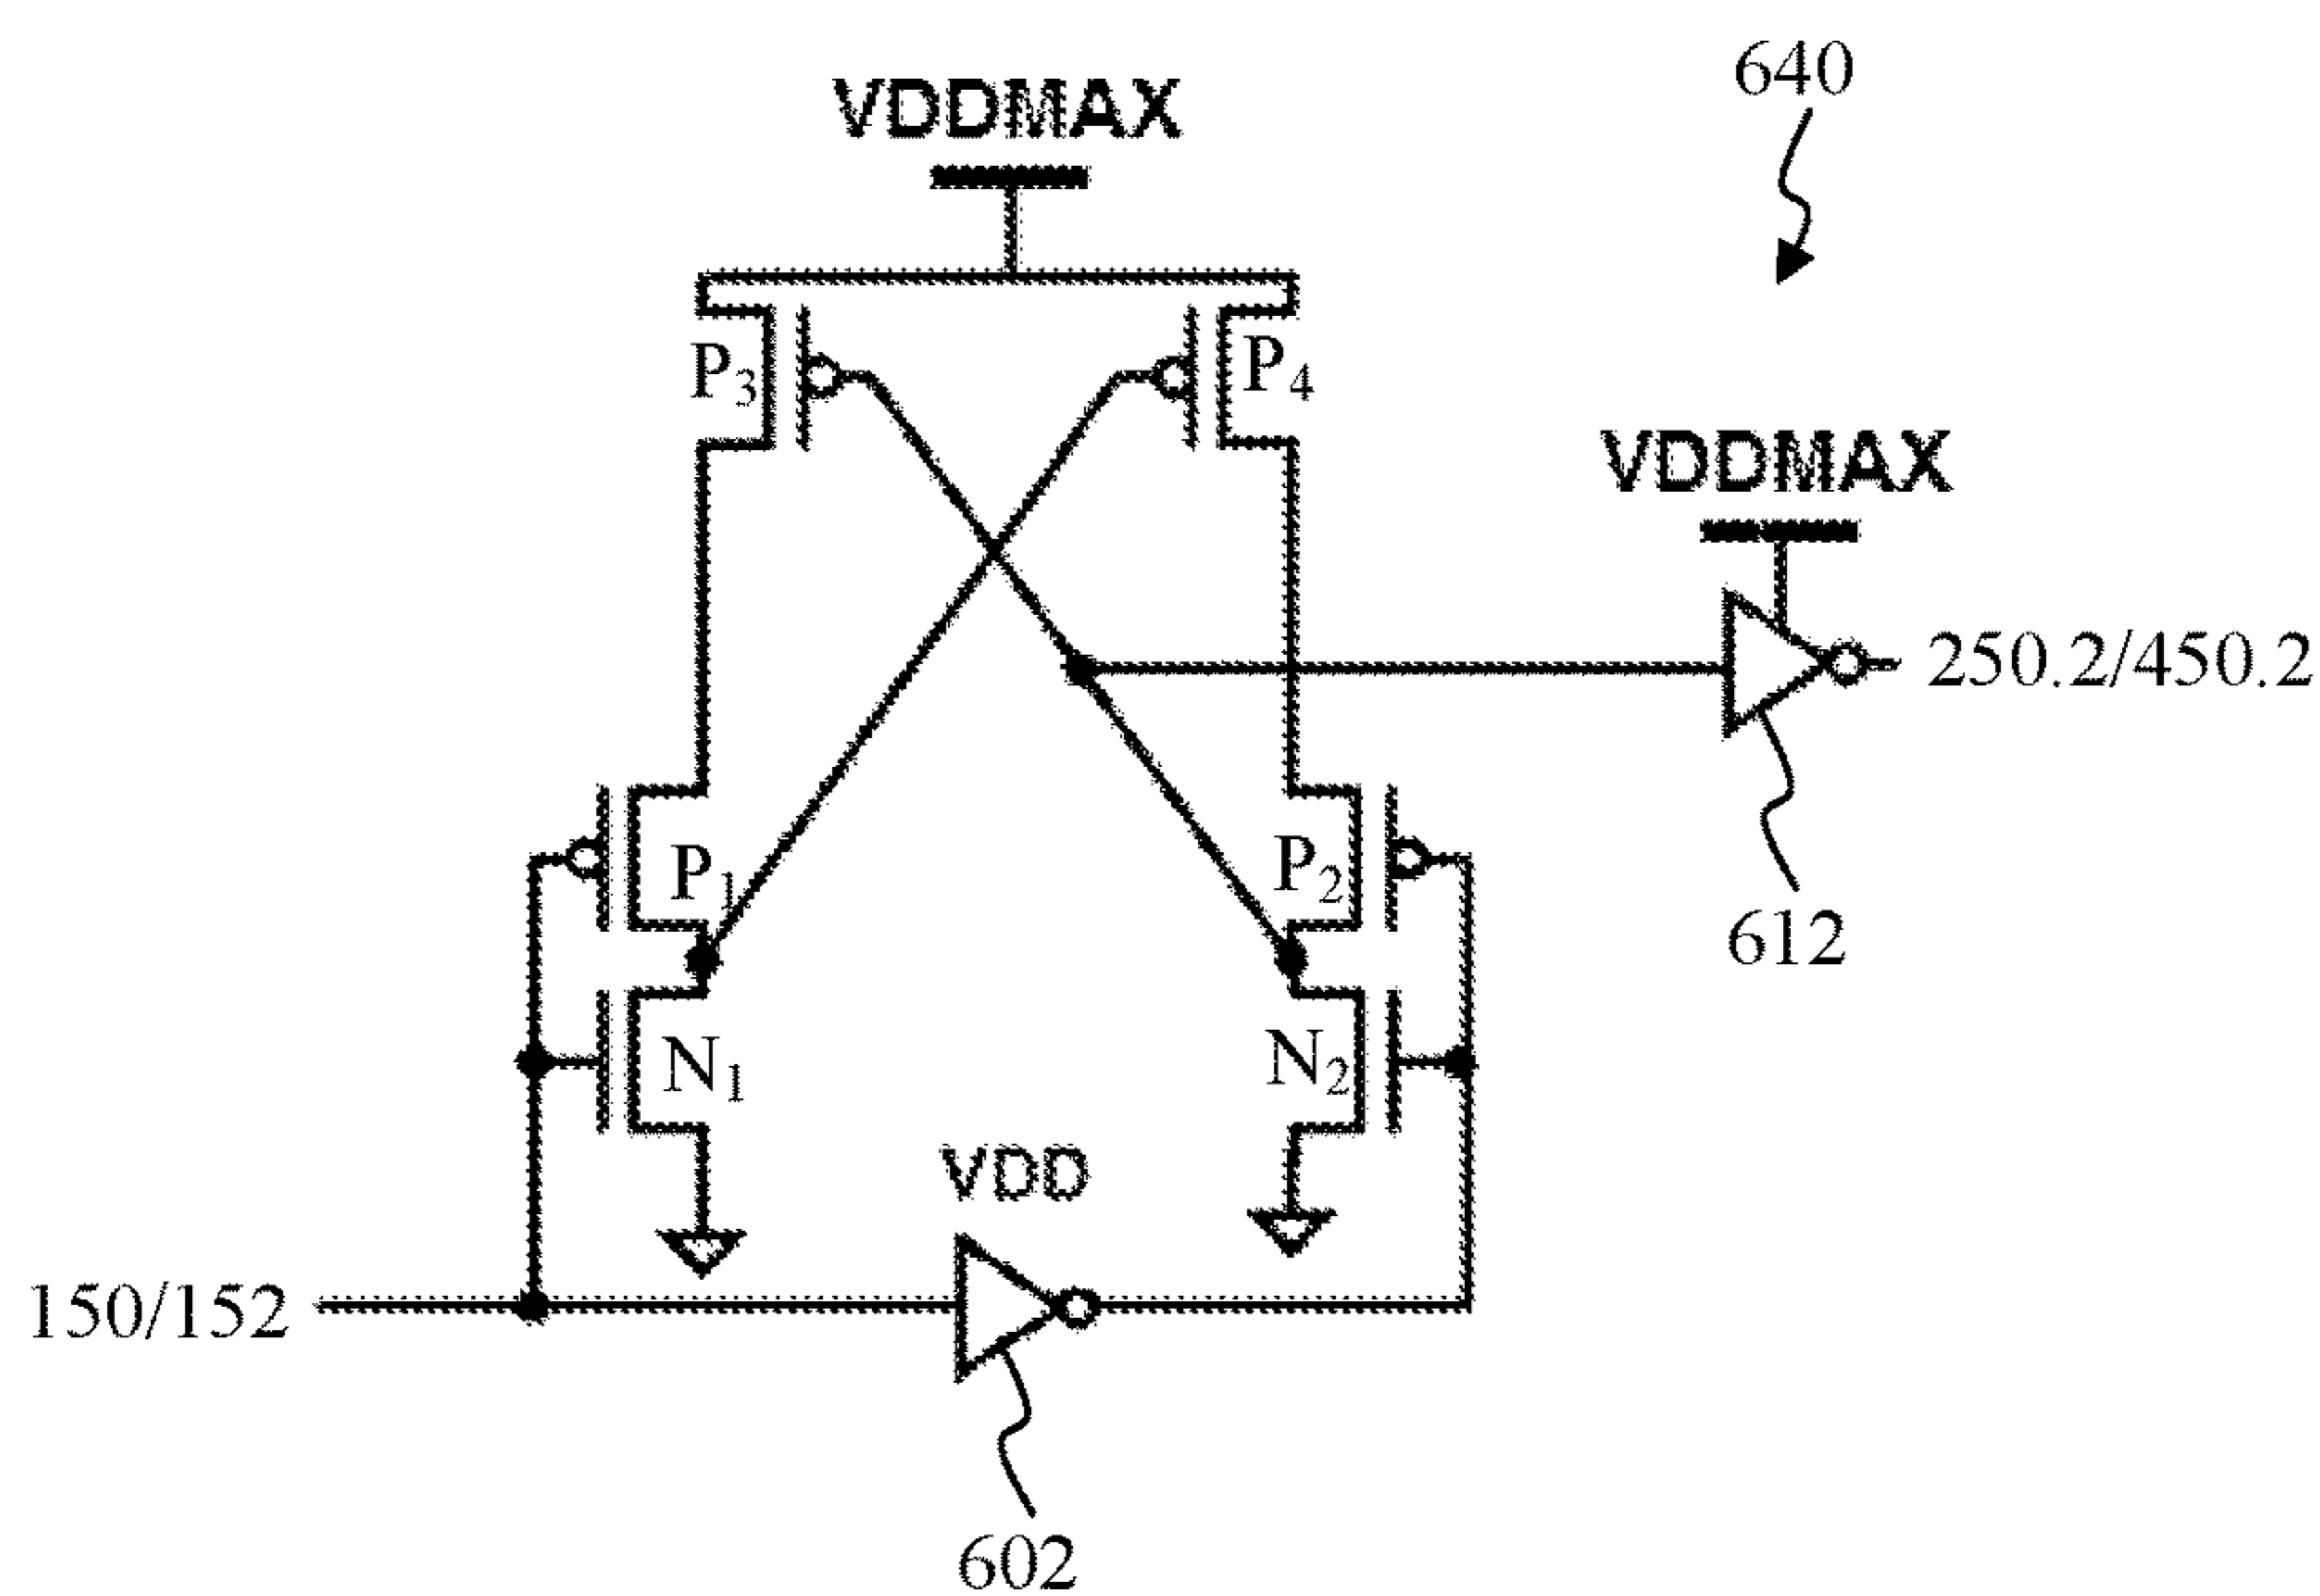 640
VDDMAX
P3
P4
VDDMAX
250.2/450.2
P1
P2
612
N1
N2
VDD
150/152
602